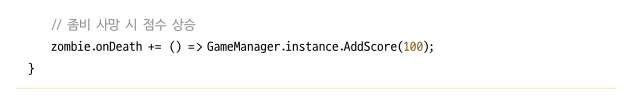 // 좀비 사망 시 점수 상승
zombie.onDeath += () => GameManager.instance.AddScore(100);
}